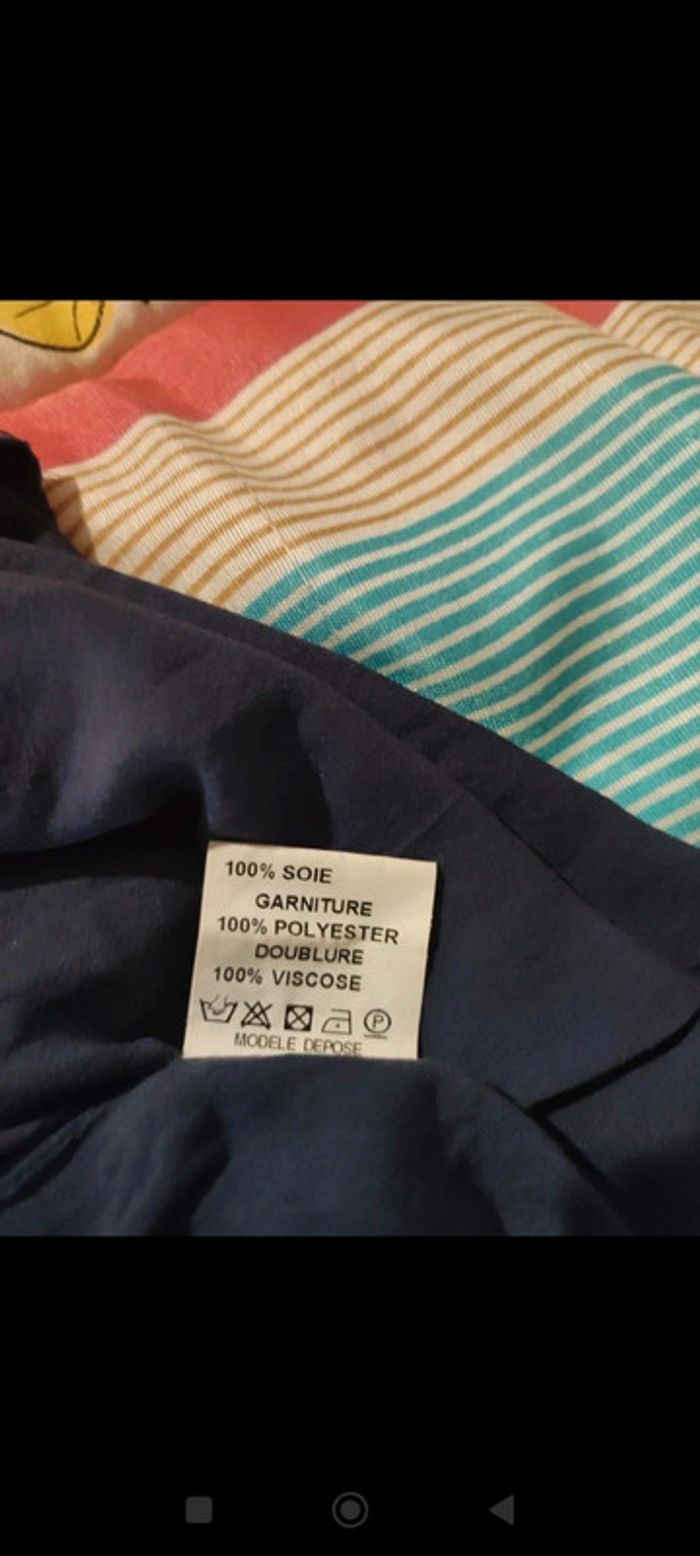 100% SOIE
GARNITURE
100% POLYESTER
DOUBLURE
100% VISCOSE
P
MODELE DEPOSE